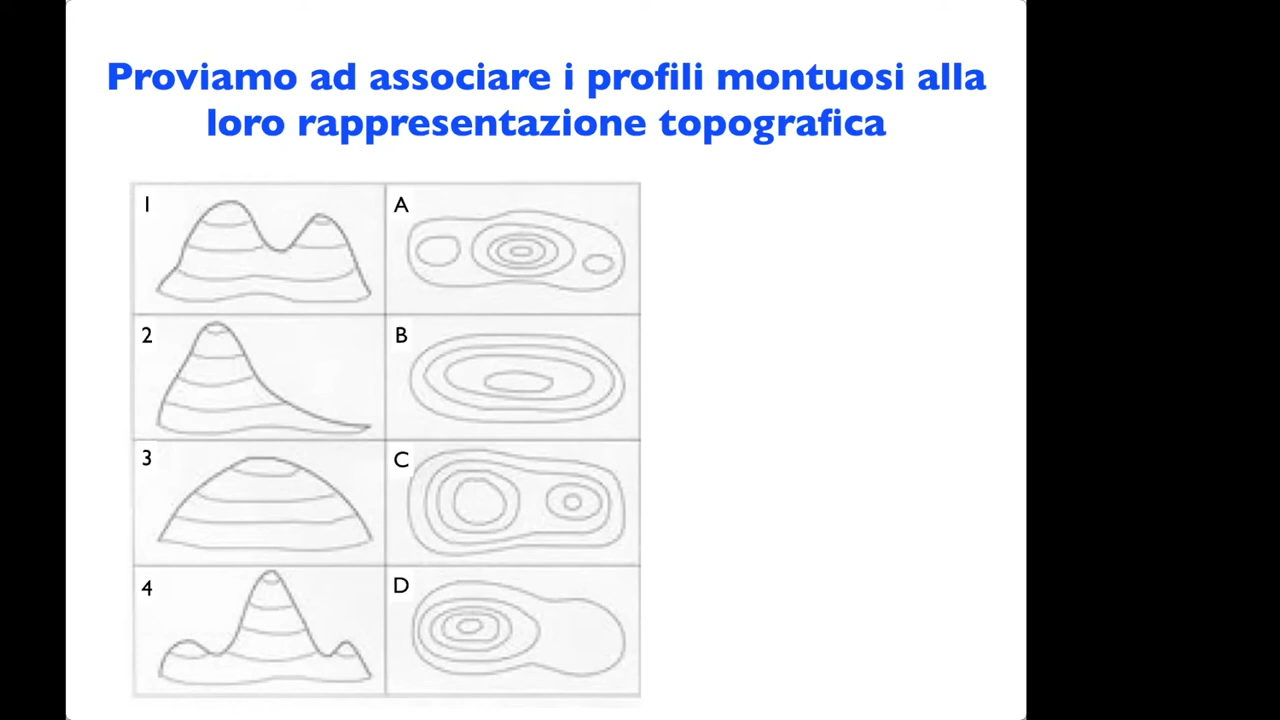 Proviamo ad associare i profili montuosi alla
loro rappresentazione topografica
1 A
2 B
3 C
4 D